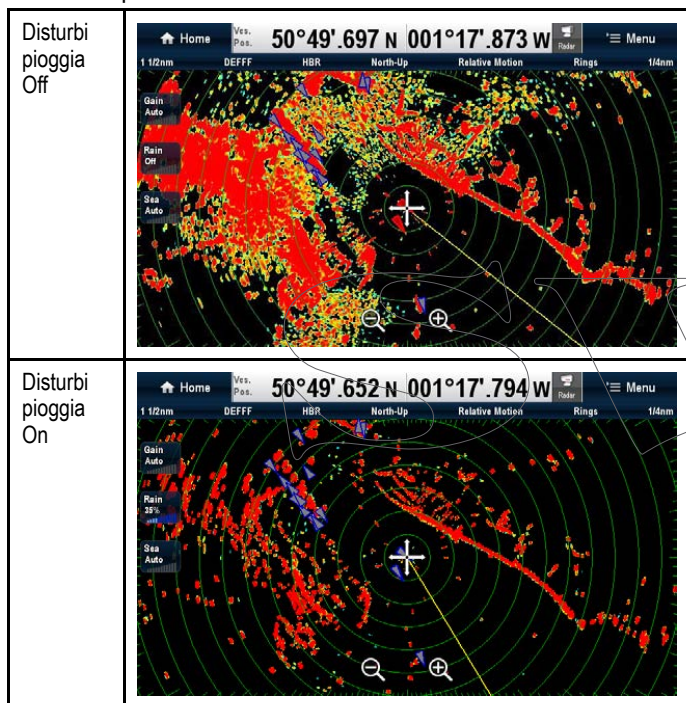 Disturbi
pioggia
Off
Home Ves. Pos. 50°49'.697 N 001°17'.873 W Radar Menu
1 1/2nm DEFFF HBR North-Up Relative Motion Rings 1/4nm
Gain
Auto
Rain
Off
Sea
Auto
Disturbi
pioggia
On
Home Ves. Pos. 50°49'.652 N 001°17'.794 W Radar Menu
1 1/2nm DEFFF HBR North-Up Relative Motion Rings 1/4nm
Gain
Auto
Rain
35%
Sea
Auto